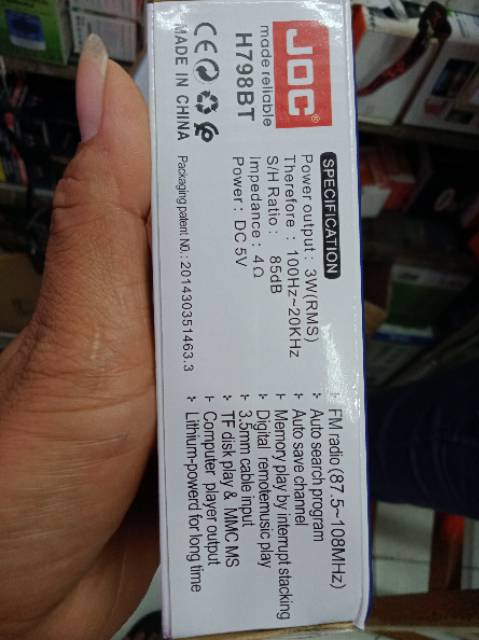 JOC®
made reliable
H798BT
CE
MADE IN CHINA
SPECIFICATION
Power output : 3W(RMS)
Therefore : 100Hz~20KHz
S/H Ratio : 85dB
Impedance : 4Ω
Power : DC 5V
Packaging patent NO.: 201430351463.3
FM radio (87.5~108MHz)
Auto search program
Auto save channel
Memory play by interrupt stacking
Digital remotemusic play
3.5mm cable input
TF disk play & MMC MS
Computer player output
Lithium-powerd for long time